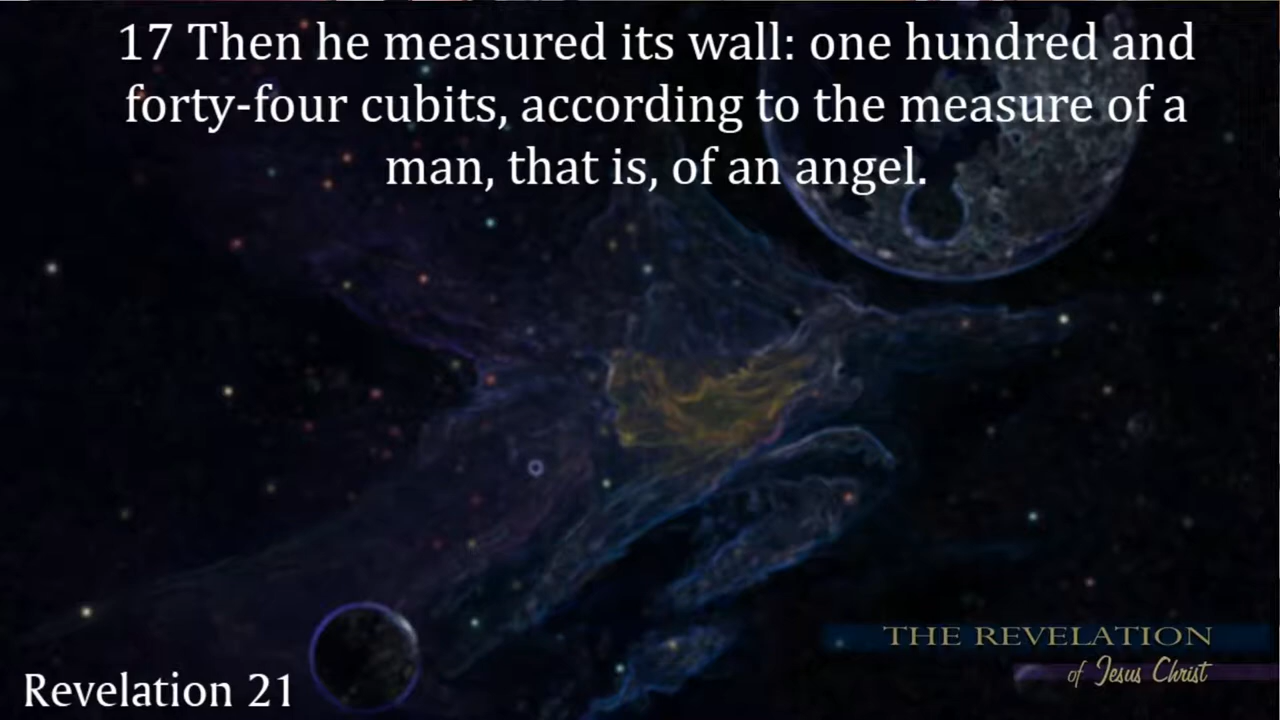 17 Then he measured its wall: one hundred and
forty-four cubits, according to the measure of a
man, that is, of an angel.
THE REVELATION
of Jesus Christ
Revelation 21